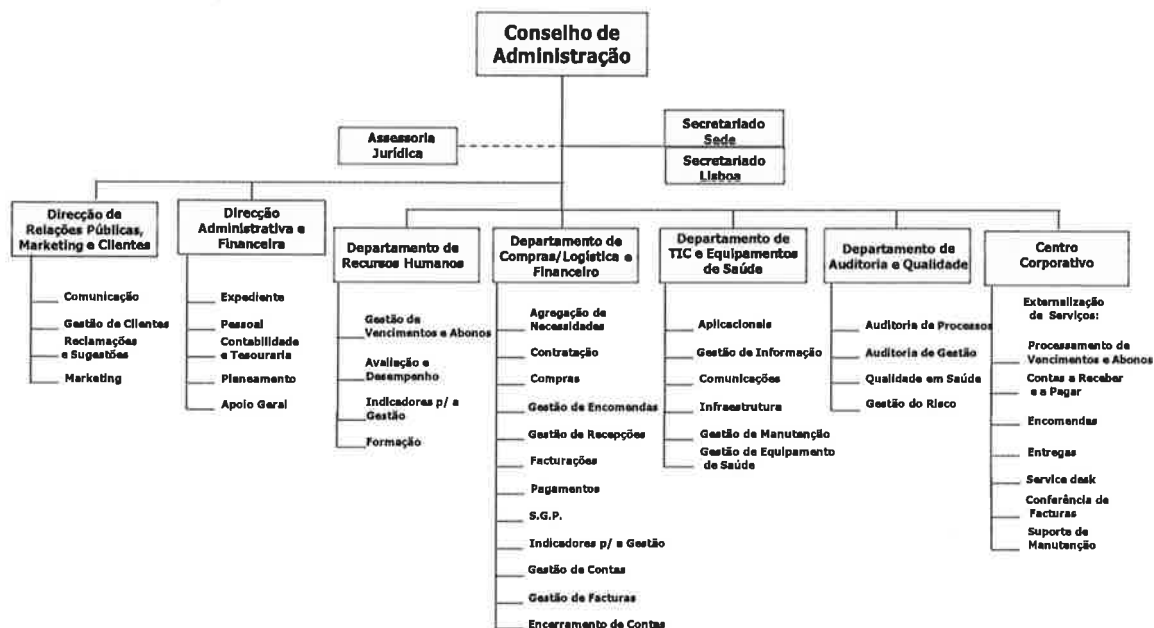 Conselho de
Administração
Assessoria
Jurídica
Secretariado
Sede
Secretariado
Lisboa
Direcção de
Relações Públicas,
Marketing e Clientes
Comunicação
Gestão de Clientes
Reclamações
e Sugestões
Marketing
Direcção
Administrativa e
Financeira
Expediente
Pessoal
Contabilidade
e Tesouraria
Planeamento
Apoio Geral
Departamento de
Recursos Humanos
Gestão de
Vencimentos e Abonos
Avaliação e
Desempenho
Indicadores p/ a
Gestão
Formação
Departamento de
Compras/Logística e
Financeiro
Agregação de
Necessidades
Contratação
Compras
Gestão de Encomendas
Gestão de Recepções
Facturações
Pagamentos
S.G.P.
Indicadores p/ a Gestão
Gestão de Contas
Gestão de Facturas
Encerramento de Contas
Departamento de
TIC e Equipamentos
de Saúde
Aplicacionais
Gestão de Informação
Comunicações
Infraestrutura
Gestão de Manutenção
Gestão de Equipamento
de Saúde
Departamento de
Auditoria e Qualidade
Auditoria de Processos
Auditoria de Gestão
Qualidade em Saúde
Gestão do Risco
Centro
Corporativo
Externalização
de Serviços:
Processamento de
Vencimentos e Abonos
Contas a Receber
e a Pagar
Encomendas
Entregas
Service desk
Conferência de
Facturas
Suporte de
Manutenção